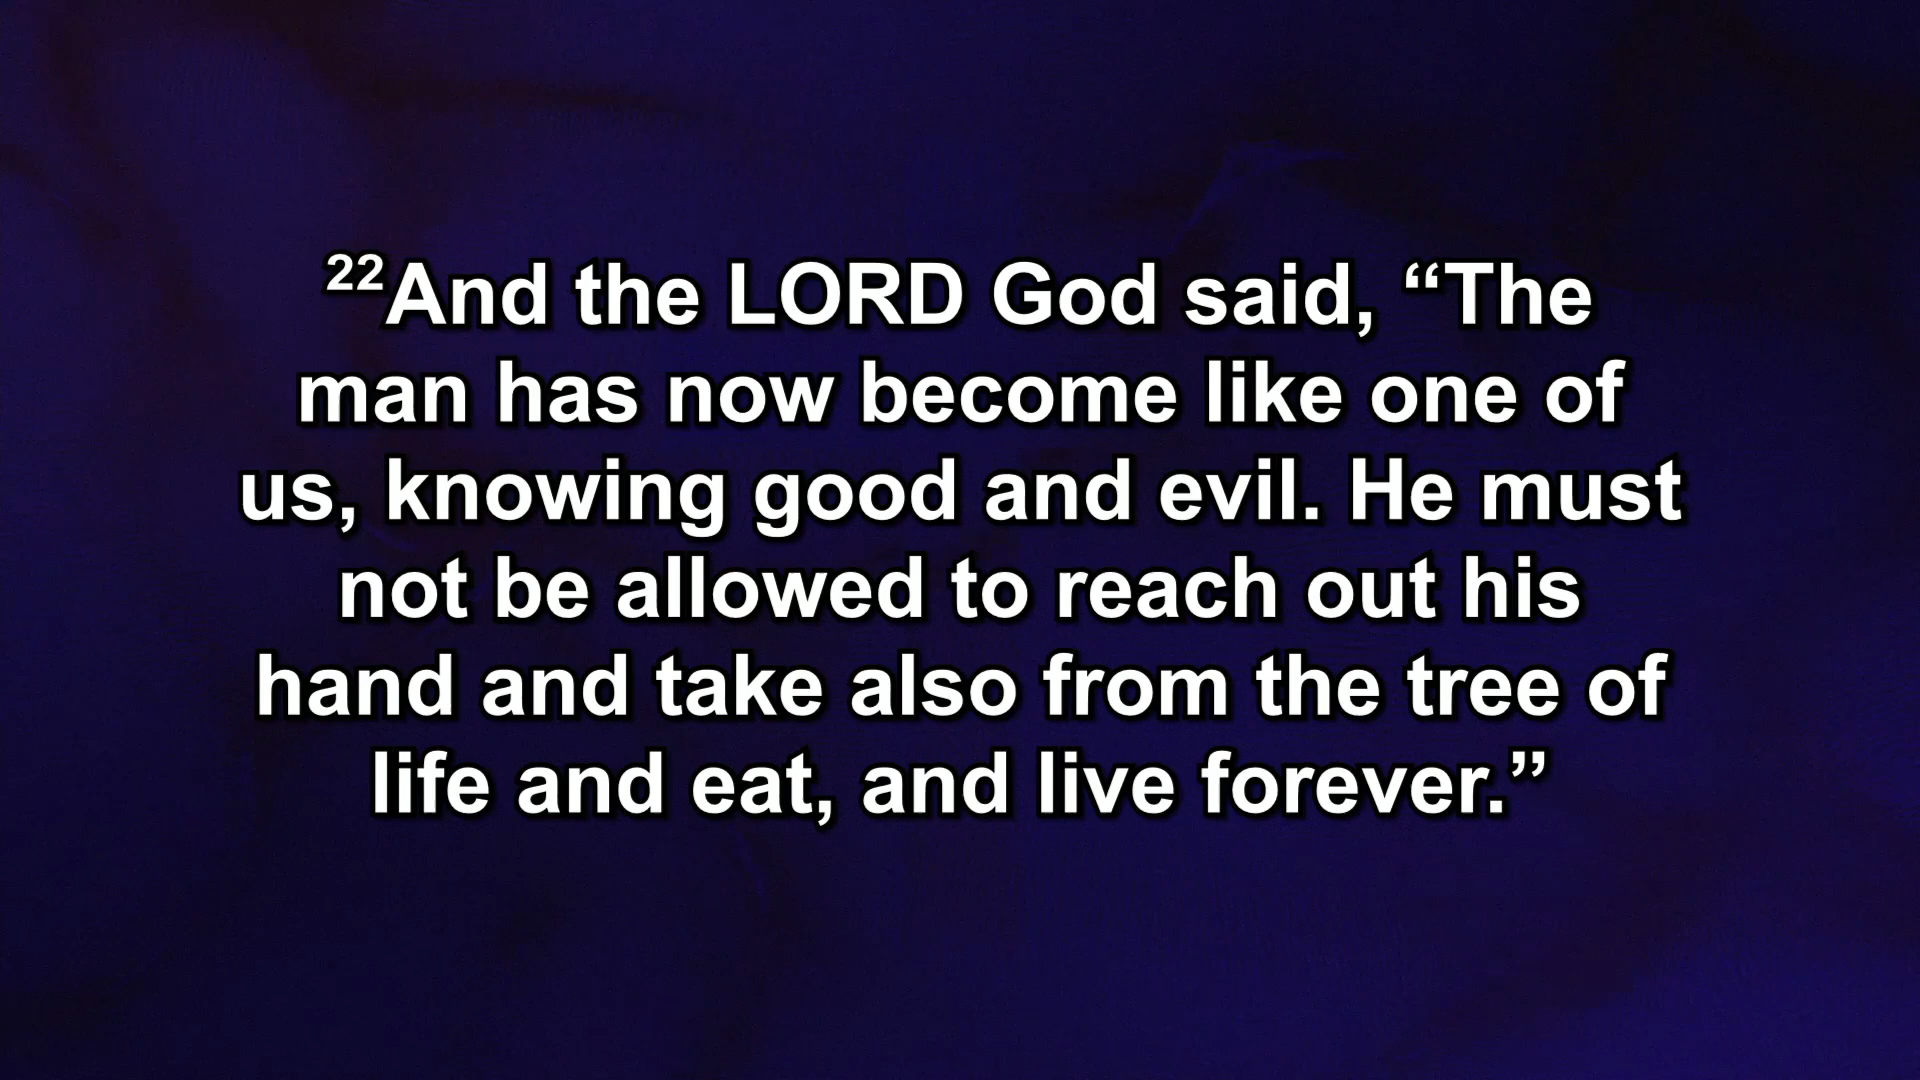 ²²And the LORD God said, “The
man has now become like one of
us, knowing good and evil. He must
not be allowed to reach out his
hand and take also from the tree of
life and eat, and live forever.”